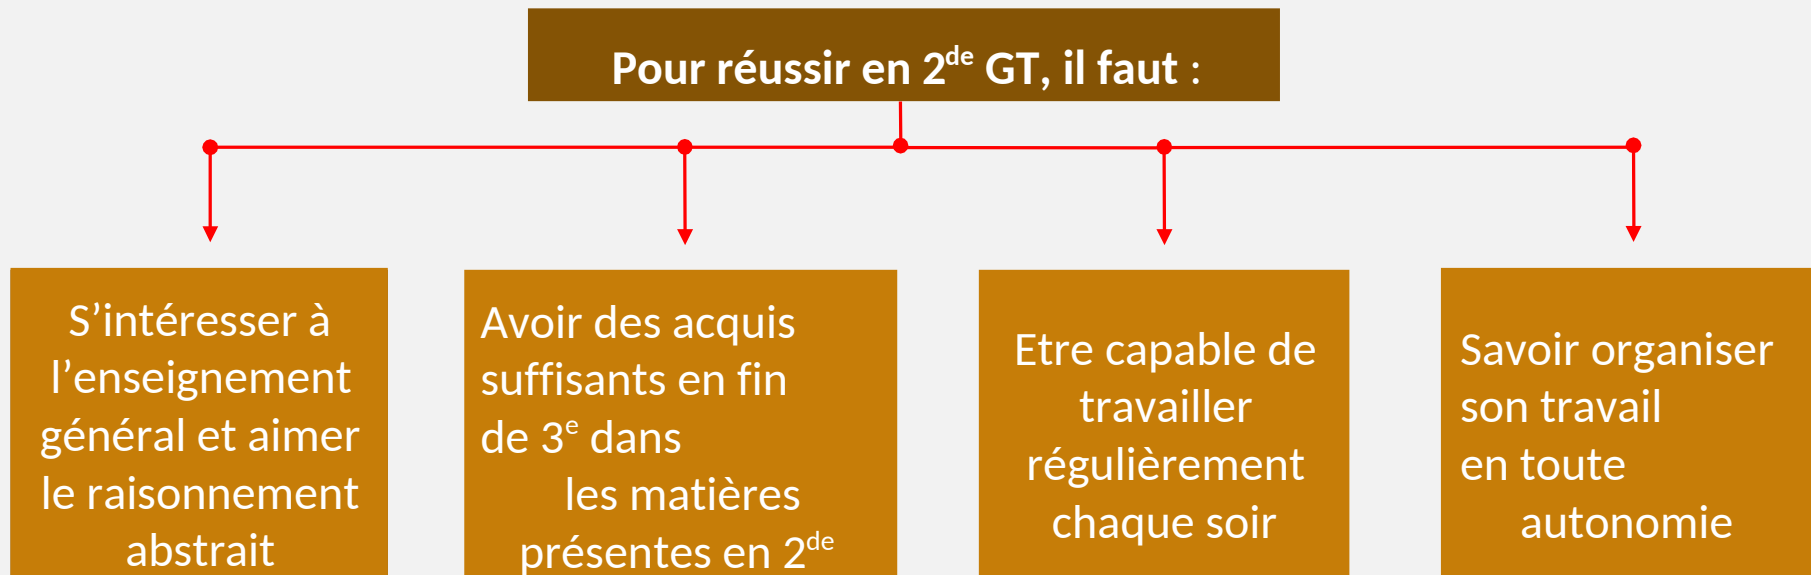 Pour réussir en 2de GT, il faut :
S’intéresser à
l’enseignement
général et aimer
le raisonnement
abstrait
Avoir des acquis
suffisants en fin
de 3e dans
les matières
présentes en 2de
Etre capable de
travailler
régulièrement
chaque soir
Savoir organiser
son travail
en toute
autonomie